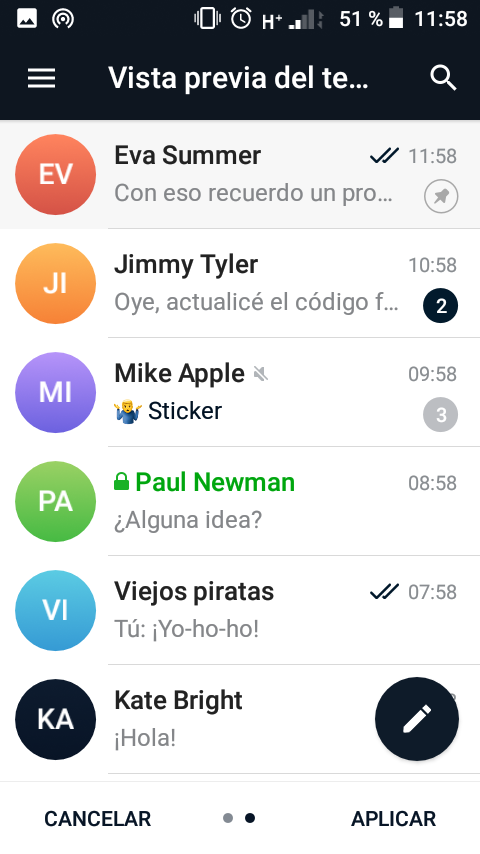 H+ 51 % 11:58
Vista previa del te...
EV Eva Summer 11:58
Con eso recuerdo un pro...
JI Jimmy Tyler 10:58
Oye, actualicé el código f... 2
MI Mike Apple 09:58
Sticker 3
PA Paul Newman 08:58
¿Alguna idea?
VI Viejos piratas 07:58
Tú: ¡Yo-ho-ho!
KA Kate Bright
¡Hola!
CANCELAR APLICAR